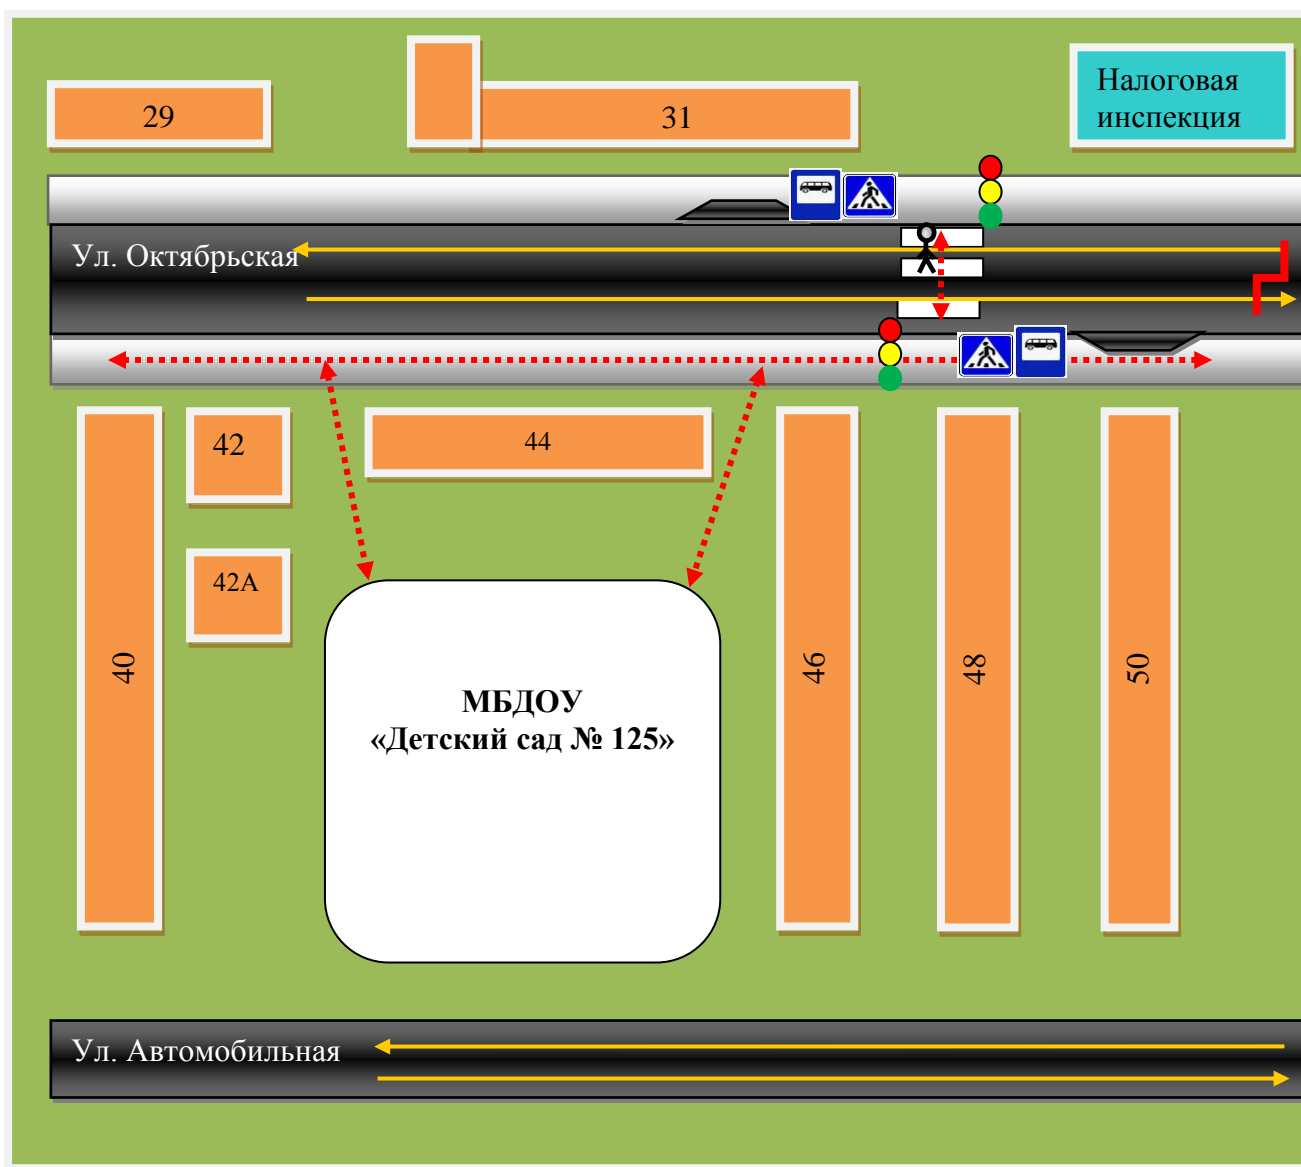 Налоговая
инспекция
29
31
Ул. Октябрьская
42
44
42А
40
46
48
50
МБДОУ
«Детский сад № 125»
Ул. Автомобильная